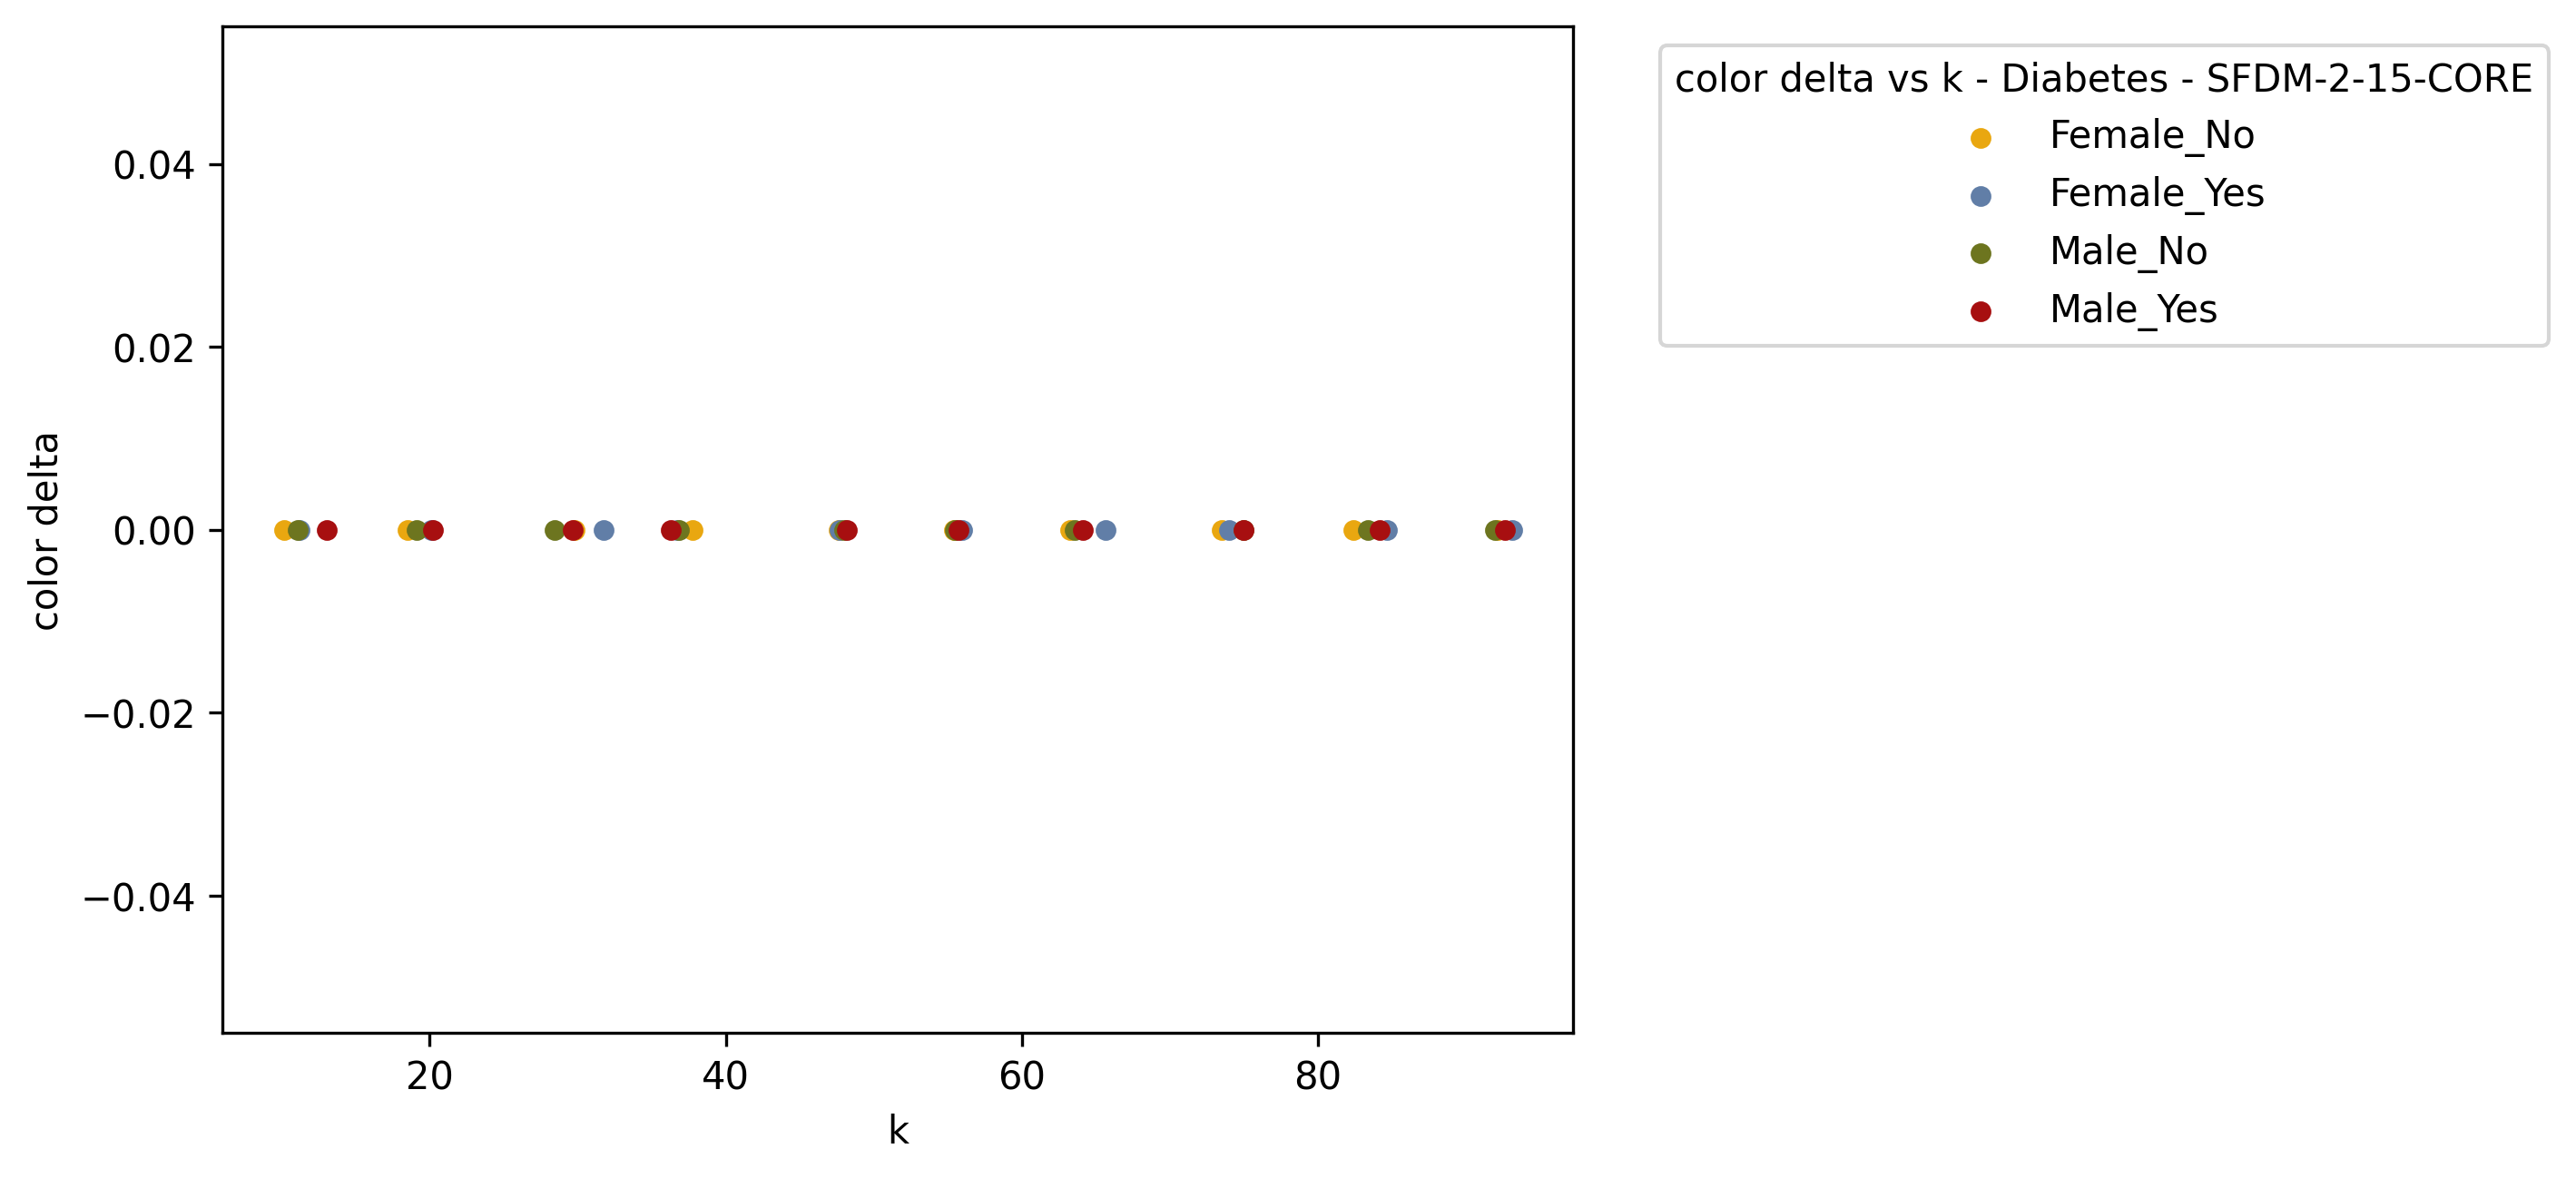 color delta vs k - Diabetes - SFDM-2-15-CORE
Female_No
Female_Yes
Male_No
Male_Yes
color delta
0.04
0.02
0.00
−0.02
−0.04
20 40 60 80
k